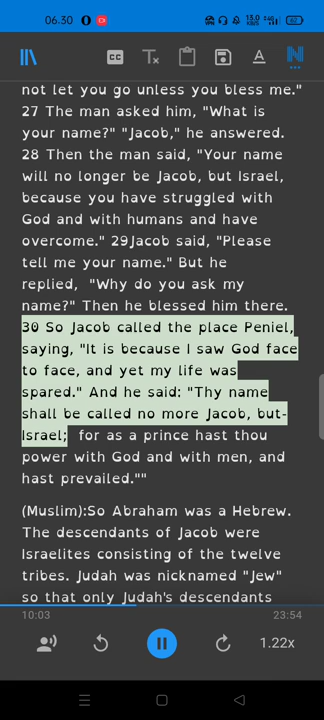 06.30
CC
not let you go unless you bless me."
27 The man asked him, "What is
your name?" "Jacob," he answered.
28 Then the man said, "Your name
will no longer be Jacob, but Israel,
because you have struggled with
God and with humans and have
overcome." 29Jacob said, "Please
tell me your name." But he
replied,  "Why do you ask my
name?" Then he blessed him there.
30 So Jacob called the place Peniel,
saying, "It is because I saw God face
to face, and yet my life was
spared." And he said: "Thy name
shall be called no more Jacob, but-
Israel;  for as a prince hast thou
power with God and with men, and
hast prevailed.""
(Muslim):So Abraham was a Hebrew.
The descendants of Jacob were
Israelites consisting of the twelve
tribes. Judah was nicknamed "Jew"
so that only Judah's descendants
10:03
23:54
1.22x